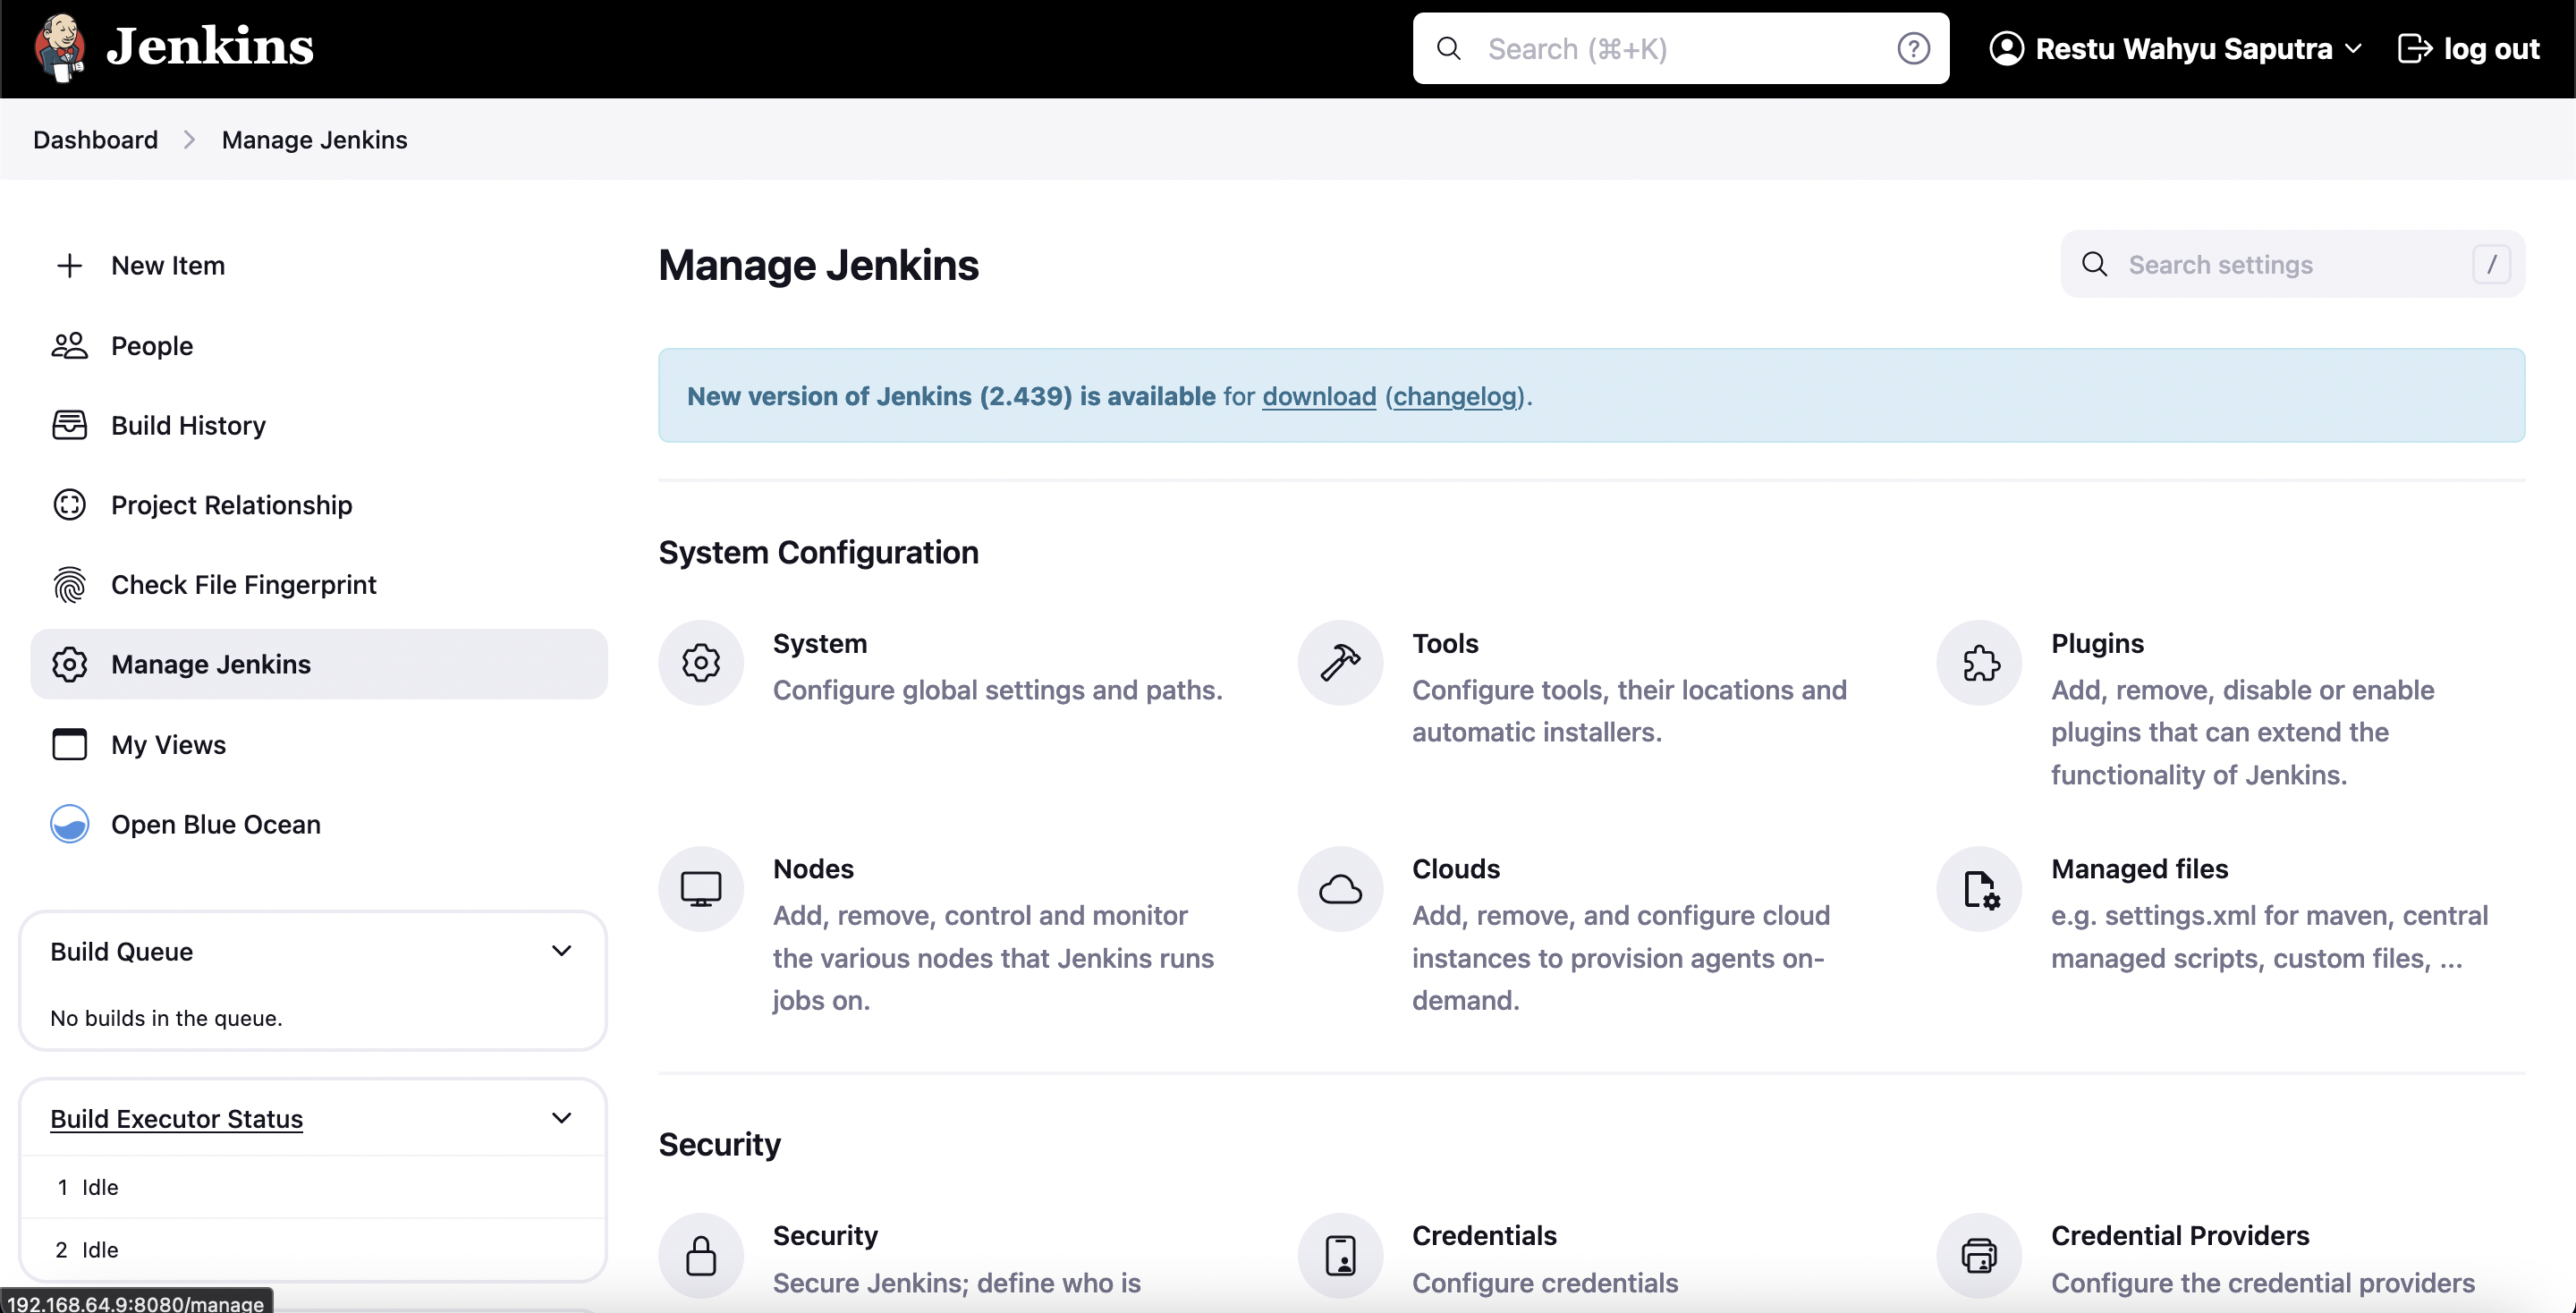 Jenkins
Search (⌘+K)
?
Restu Wahyu Saputra
log out
Dashboard
Manage Jenkins
New Item
People
Build History
Project Relationship
Check File Fingerprint
Manage Jenkins
My Views
Open Blue Ocean
Build Queue
No builds in the queue.
Build Executor Status
1 Idle
2 Idle
192.168.64.9:8080/manage
Manage Jenkins
Search settings
/
New version of Jenkins (2.439) is available for download (changelog).
System Configuration
System
Configure global settings and paths.
Tools
Configure tools, their locations and
automatic installers.
Plugins
Add, remove, disable or enable
plugins that can extend the
functionality of Jenkins.
Nodes
Add, remove, control and monitor
the various nodes that Jenkins runs
jobs on.
Clouds
Add, remove, and configure cloud
instances to provision agents on-
demand.
Managed files
e.g. settings.xml for maven, central
managed scripts, custom files, ...
Security
Security
Secure Jenkins; define who is
Credentials
Configure credentials
Credential Providers
Configure the credential providers